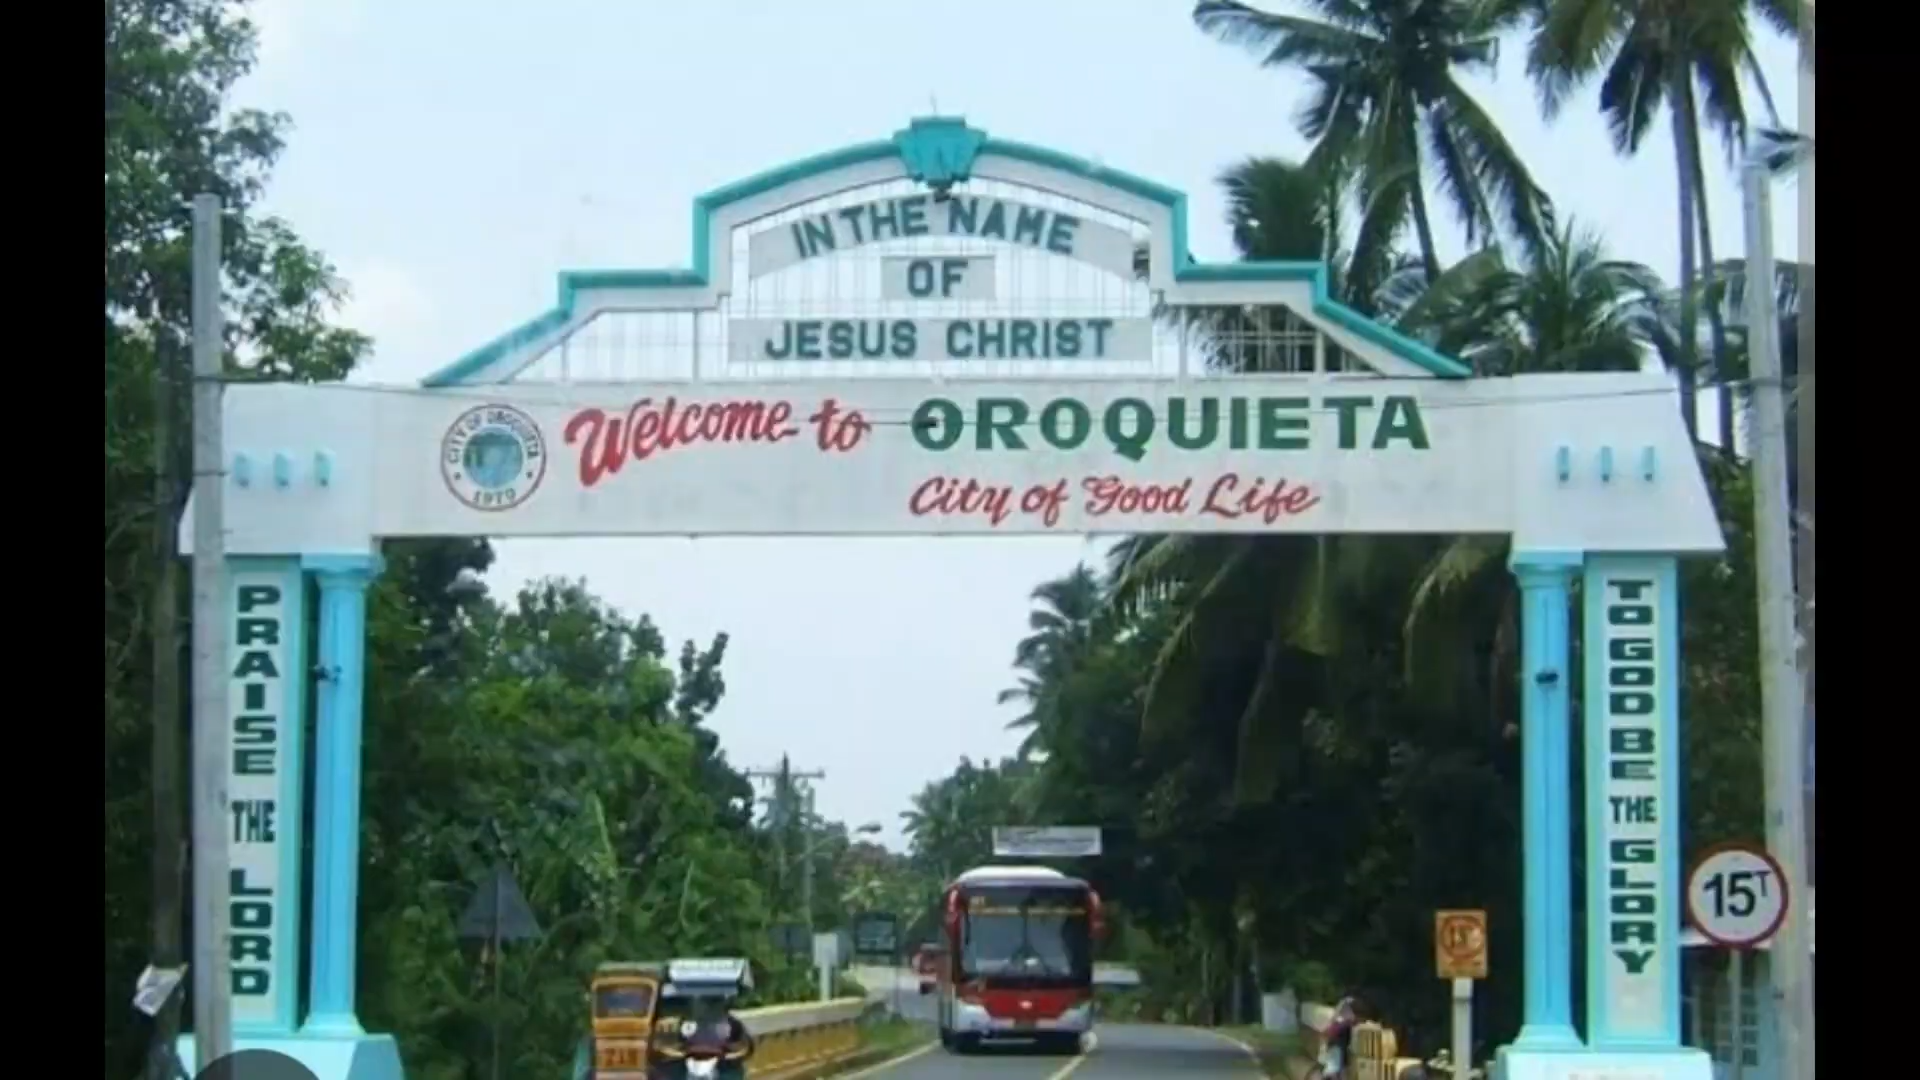 IN THE NAME
OF
JESUS CHRIST
CITY OF OROQUIETA
1970
Welcome to OROQUIETA
City of Good Life
PRAISE THE LORD
TO GOD BE THE GLORY
15T